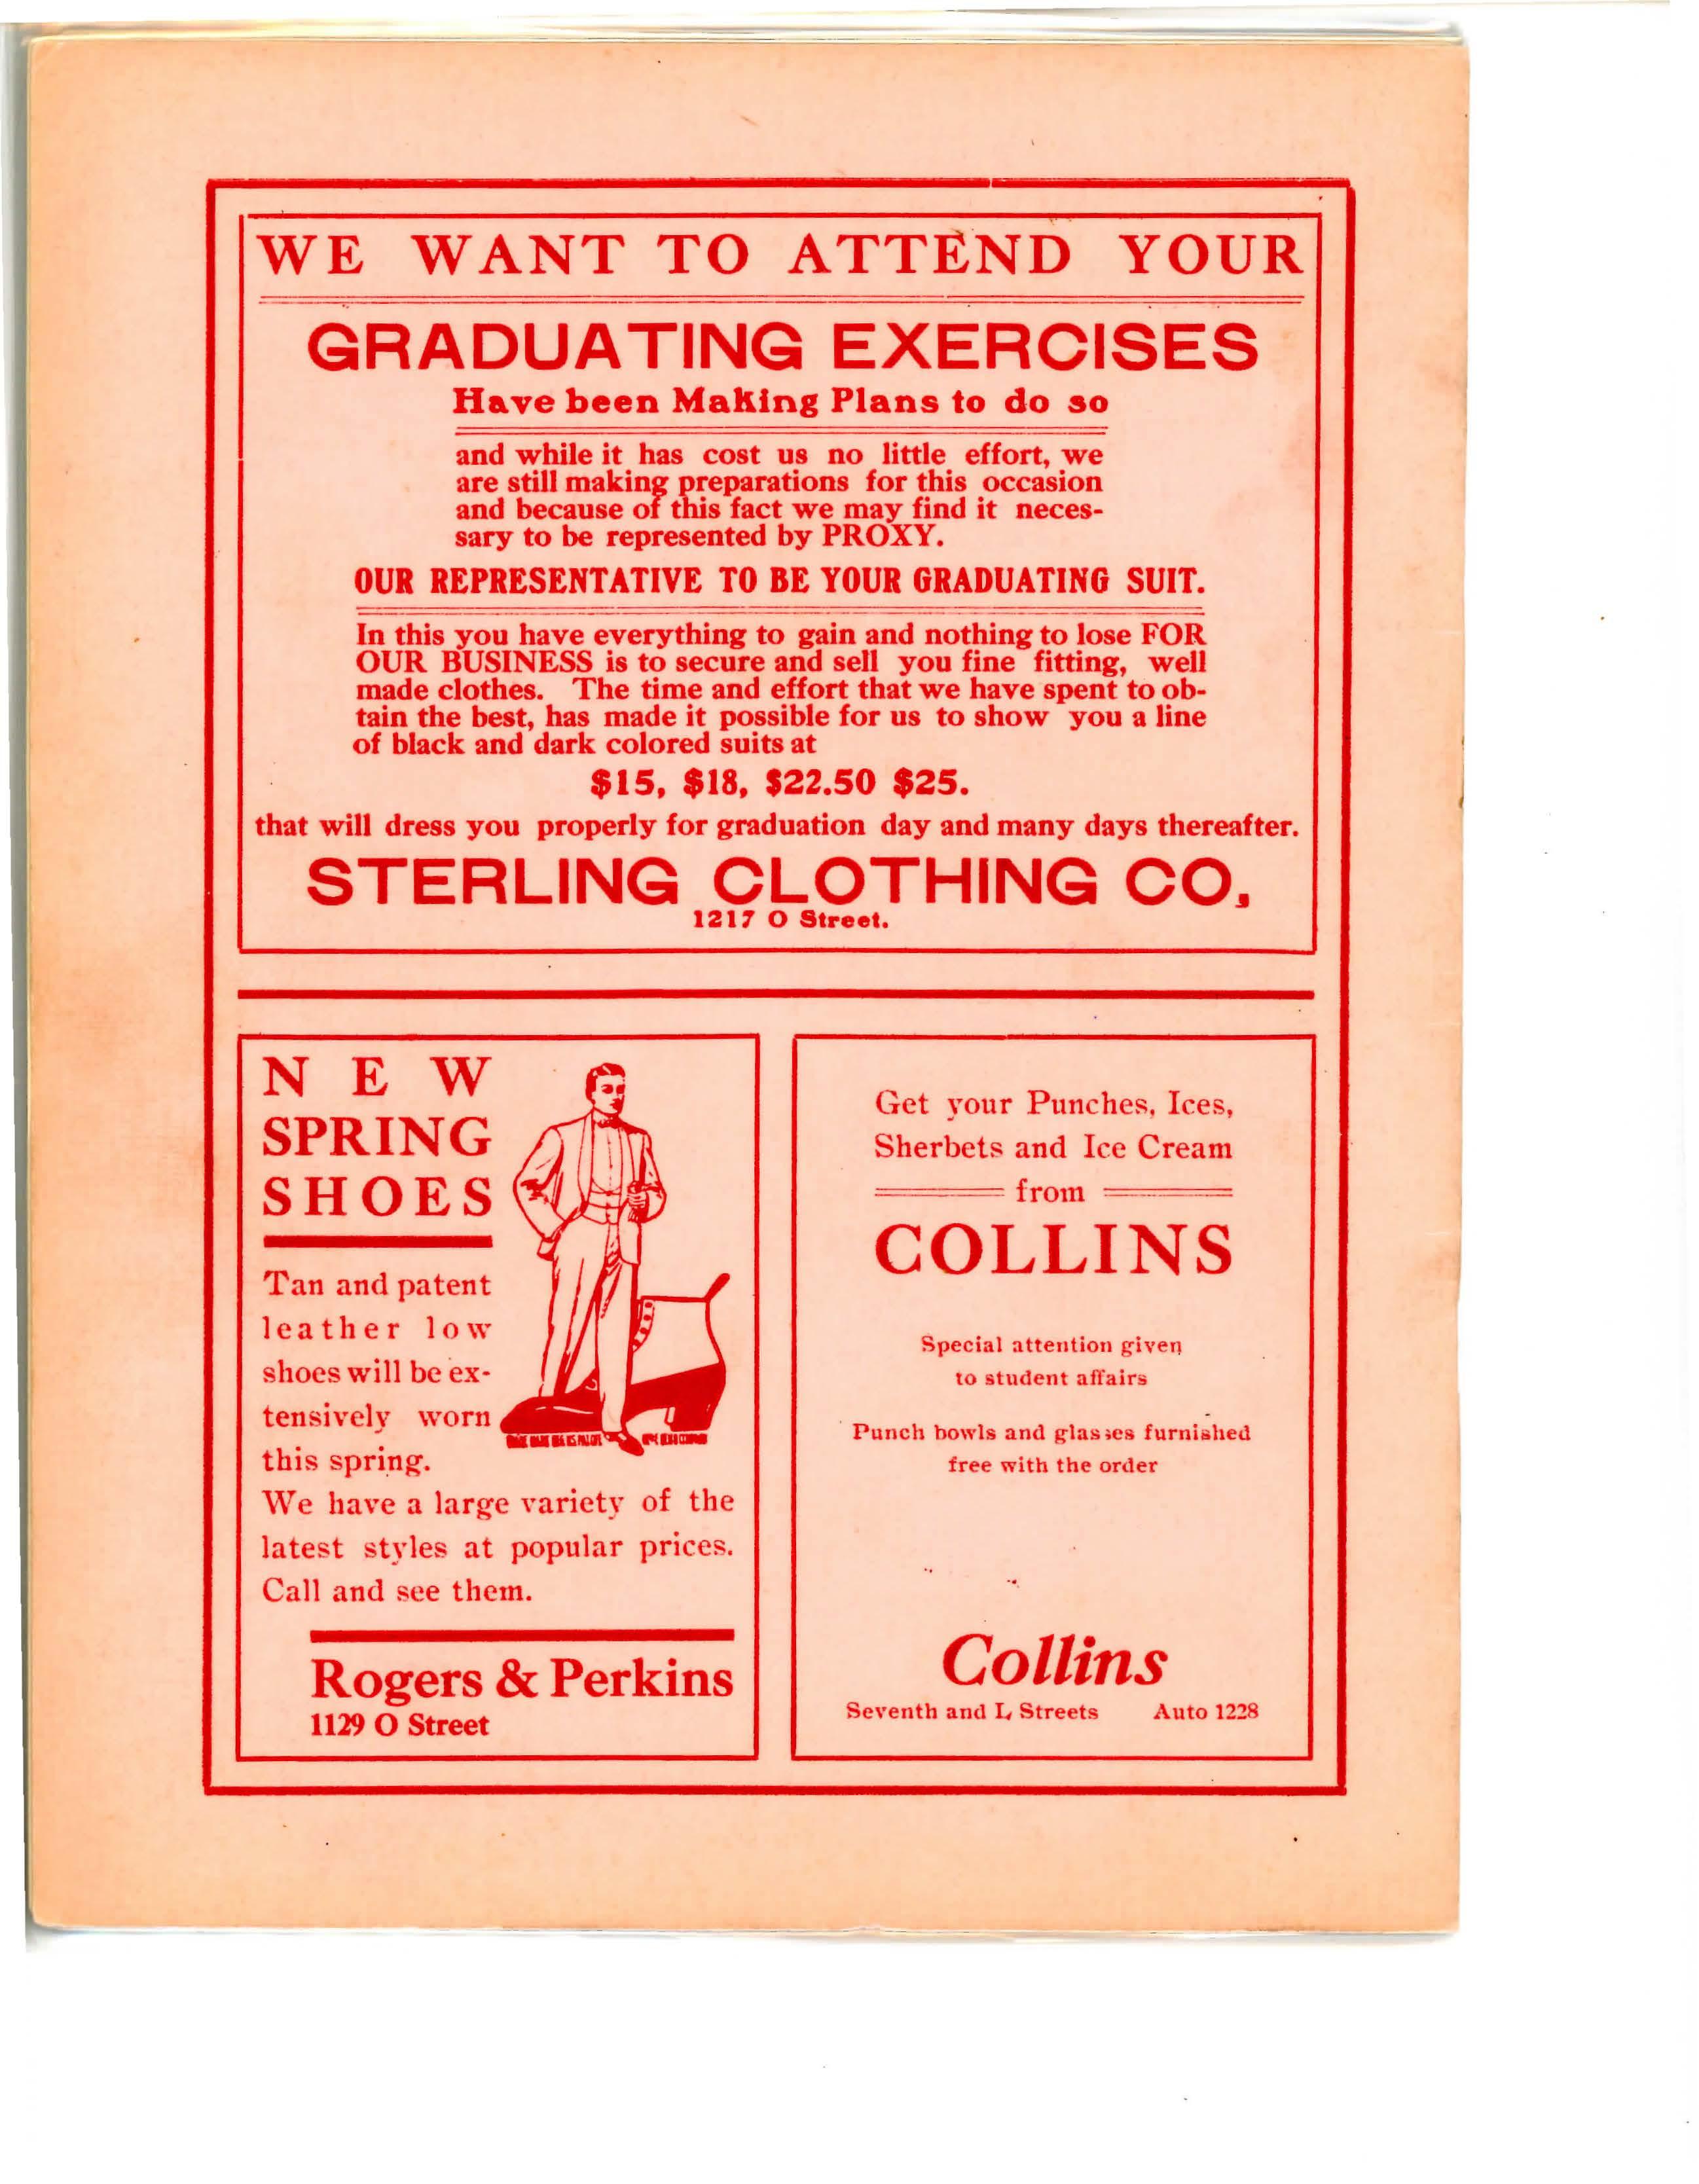 WE WANT TO ATTEND YOUR
GRADUATING EXERCISES
Have been Making Plans to do so
and while it has cost us no little effort, we
are still making preparations for this occasion
and because of this fact we may find it neces-
sary to be represented by PROXY.
OUR REPRESENTATIVE TO BE YOUR GRADUATING SUIT.
In this you have everything to gain and nothing to lose FOR
OUR BUSINESS is to secure and sell you fine fitting, well
made clothes. The time and effort that we have spent to ob-
tain the best, has made it possible for us to show you a line
of black and dark colored suits at
$15, $18, $22.50 $25.
that will dress you properly for graduation day and many days thereafter.
STERLING CLOTHING CO,
1217 O Street.
NEW
SPRING
SHOES
Tan and patent
leather low
shoes will be ex-
tensively worn
this spring.
We have a large variety of the
latest styles at popular prices.
Call and see them.
Rogers & Perkins
1129 O Street
Get your Punches, Ices,
Sherbets and Ice Cream
from
COLLINS
Special attention given
to student affairs
Punch bowls and glasses furnished
free with the order
Collins
Seventh and L Streets Auto 1228